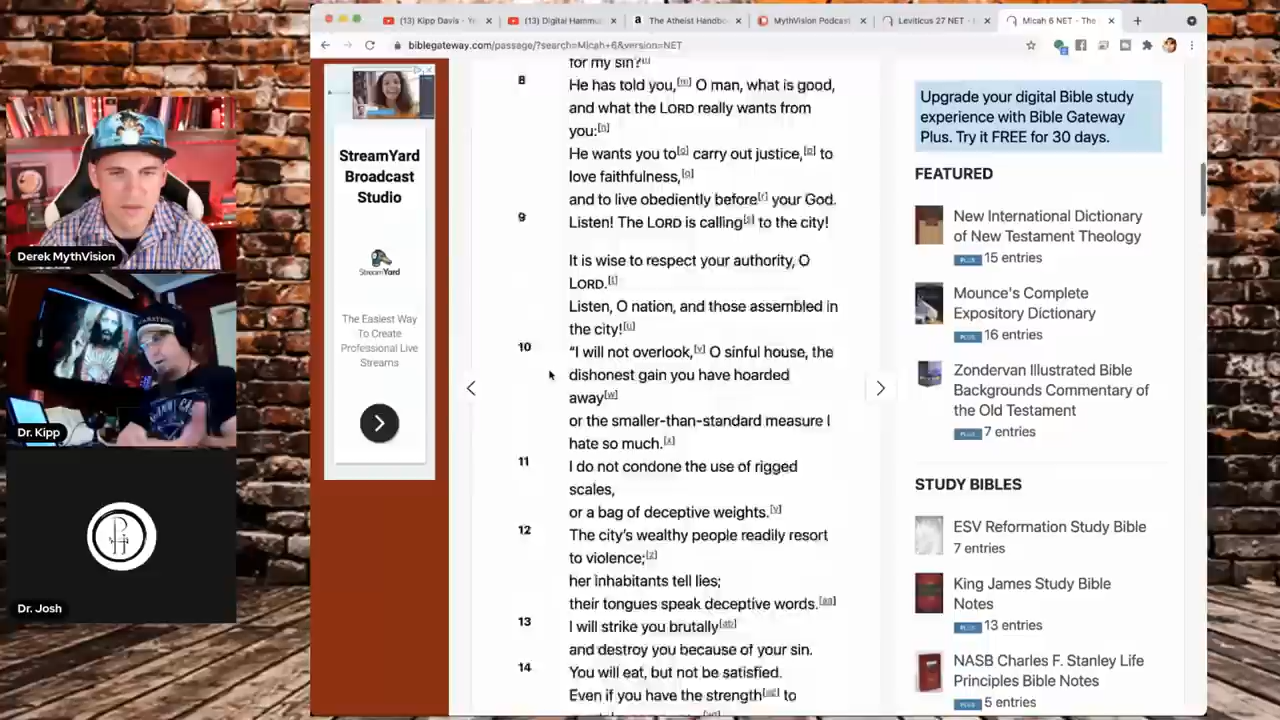 (13) Kipp Davis - Y
(13) Digital Hammu
The Atheist Handbo
MythVision Podcast
Leviticus 27 NET -
Micah 6 NET - The
biblegateway.com/passage/?search=Micah+6&version=NET
Derek MythVision
Dr. Kipp
Dr. Josh
StreamYard
Broadcast
Studio
StreamYard
The Easiest Way
To Create
Professional Live
Streams
for my sin?
8 He has told you,[m] O man, what is good,
and what the LORD really wants from
you:[n]
He wants you to[o] carry out justice,[p] to
love faithfulness,[q]
and to live obediently before[r] your God.
9 Listen! The LORD is calling[s] to the city!
It is wise to respect your authority, O
LORD.[t]
Listen, O nation, and those assembled in
the city![u]
10 “I will not overlook,[v] O sinful house, the
dishonest gain you have hoarded
away[w]
or the smaller-than-standard measure I
hate so much.[x]
11 I do not condone the use of rigged
scales,
or a bag of deceptive weights.[y]
12 The city’s wealthy people readily resort
to violence;[z]
her inhabitants tell lies;
their tongues speak deceptive words.[aa]
13 I will strike you brutally[ab]
and destroy you because of your sin.
14 You will eat, but not be satisfied.
Even if you have the strength[ac] to
Upgrade your digital Bible study
experience with Bible Gateway
Plus. Try it FREE for 30 days.
FEATURED
New International Dictionary
of New Testament Theology
PLUS 15 entries
Mounce's Complete
Expository Dictionary
PLUS 16 entries
Zondervan Illustrated Bible
Backgrounds Commentary of
the Old Testament
PLUS 7 entries
STUDY BIBLES
ESV Reformation Study Bible
7 entries
King James Study Bible
Notes
PLUS 13 entries
NASB Charles F. Stanley Life
Principles Bible Notes
PLUS 5 entries